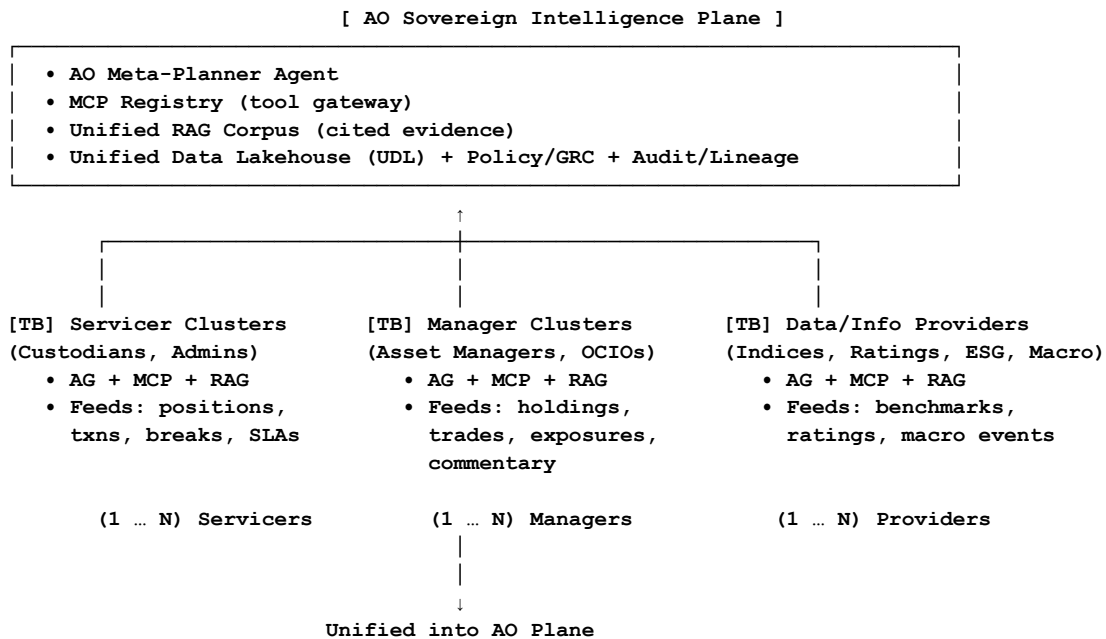 [ AO Sovereign Intelligence Plane ]
• AO Meta-Planner Agent
• MCP Registry (tool gateway)
• Unified RAG Corpus (cited evidence)
• Unified Data Lakehouse (UDL) + Policy/GRC + Audit/Lineage
[TB] Servicer Clusters [TB] Manager Clusters [TB] Data/Info Providers
(Custodians, Admins) (Asset Managers, OCIOs) (Indices, Ratings, ESG, Macro)
• AG + MCP + RAG • AG + MCP + RAG • AG + MCP + RAG
• Feeds: positions, • Feeds: holdings, • Feeds: benchmarks,
txns, breaks, SLAs trades, exposures, ratings, macro events
commentary
(1 … N) Servicers (1 … N) Managers (1 … N) Providers
Unified into AO Plane